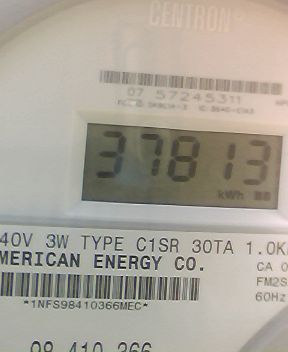 CENTRON
07 57245311
37813
kWh
40V 3W TYPE C1SR 30TA 1.0K
MERICAN ENERGY CO.
CA 0
FM2S
60Hz
*1NFS98410366MEC*
98 410 366